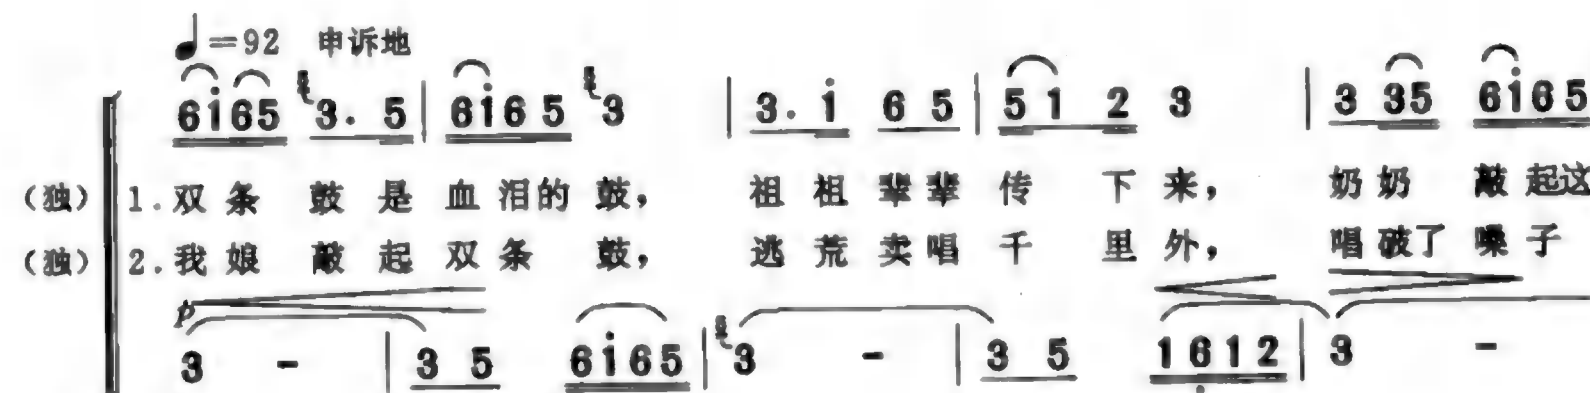 ♩=92 申诉地
6i65 3. 5 | 6i65 3 | 3. i 6 5 | 5 1 2 3 | 3 35 6i65
(独) 1.双条 鼓是血泪的鼓, 祖祖辈辈传下来, 奶奶 敲起这
(独) 2.我娘 敲起双条鼓, 逃荒卖唱千里外, 唱破了嗓子
p
3 - | 3 5 6i65 | 3 - | 3 5 1612 | 3 -